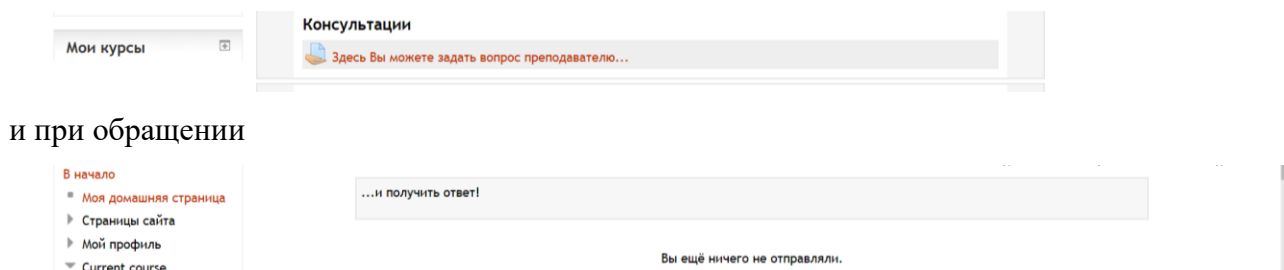 Консультации
Мои курсы
Здесь Вы можете задать вопрос преподавателю...
и при обращении
В начало
Моя домашняя страница
...и получить ответ!
Страницы сайта
Мой профиль
Вы ещё ничего не отправляли.
Current course